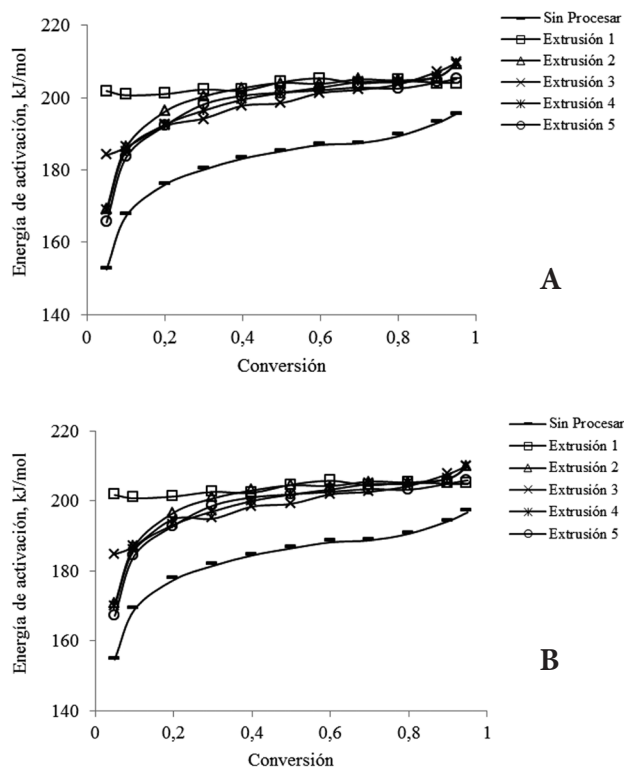 220
200
180
160
140
Energía de activación, kJ/mol
0
0,2
0,4
0,6
0,8
1
Conversión
Sin Procesar
Extrusión 1
Extrusión 2
Extrusión 3
Extrusión 4
Extrusión 5
A
220
200
180
160
140
Energía de activación, kJ/mol
0
0,2
0,4
0,6
0,8
1
Conversión
Sin Procesar
Extrusión 1
Extrusión 2
Extrusión 3
Extrusión 4
Extrusión 5
B